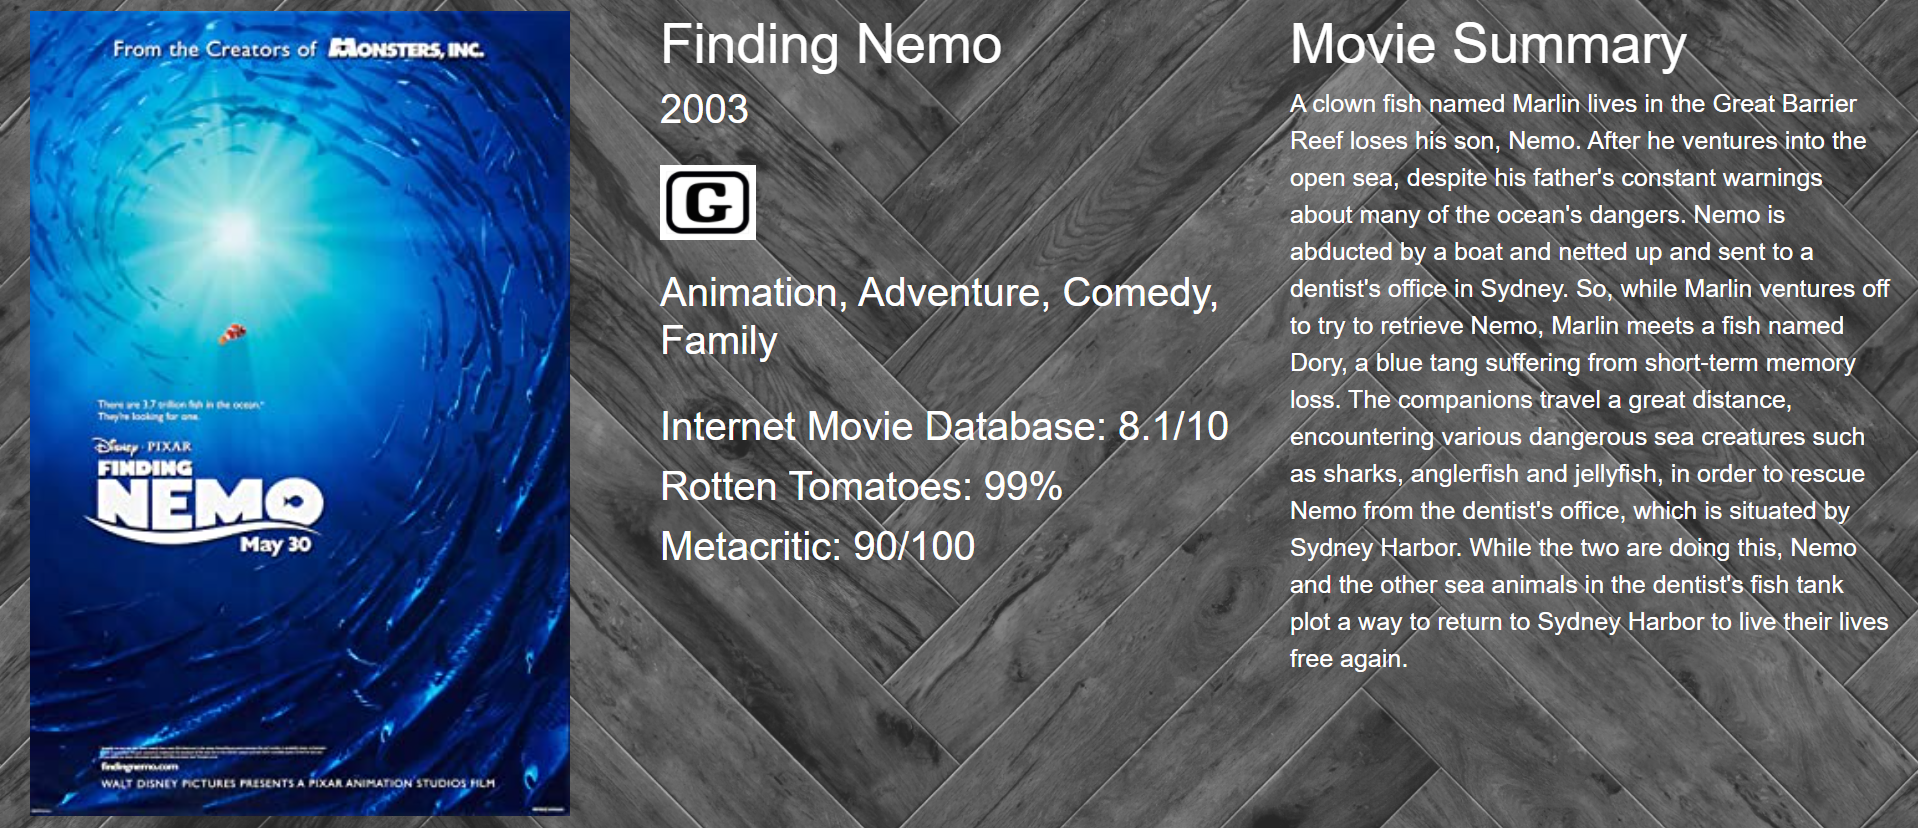 From the Creators of MONSTERS, INC.
There are 3.7 trillion fish in the ocean.
They're looking for one.
Disney · PIXAR
FINDING
NEMO
May 30
findingnemo.com
WALT DISNEY PICTURES PRESENTS A PIXAR ANIMATION STUDIOS FILM
Finding Nemo
2003
G
Animation, Adventure, Comedy,
Family
Internet Movie Database: 8.1/10
Rotten Tomatoes: 99%
Metacritic: 90/100
Movie Summary
A clown fish named Marlin lives in the Great Barrier
Reef loses his son, Nemo. After he ventures into the
open sea, despite his father's constant warnings
about many of the ocean's dangers. Nemo is
abducted by a boat and netted up and sent to a
dentist's office in Sydney. So, while Marlin ventures off
to try to retrieve Nemo, Marlin meets a fish named
Dory, a blue tang suffering from short-term memory
loss. The companions travel a great distance,
encountering various dangerous sea creatures such
as sharks, anglerfish and jellyfish, in order to rescue
Nemo from the dentist's office, which is situated by
Sydney Harbor. While the two are doing this, Nemo
and the other sea animals in the dentist's fish tank
plot a way to return to Sydney Harbor to live their lives
free again.